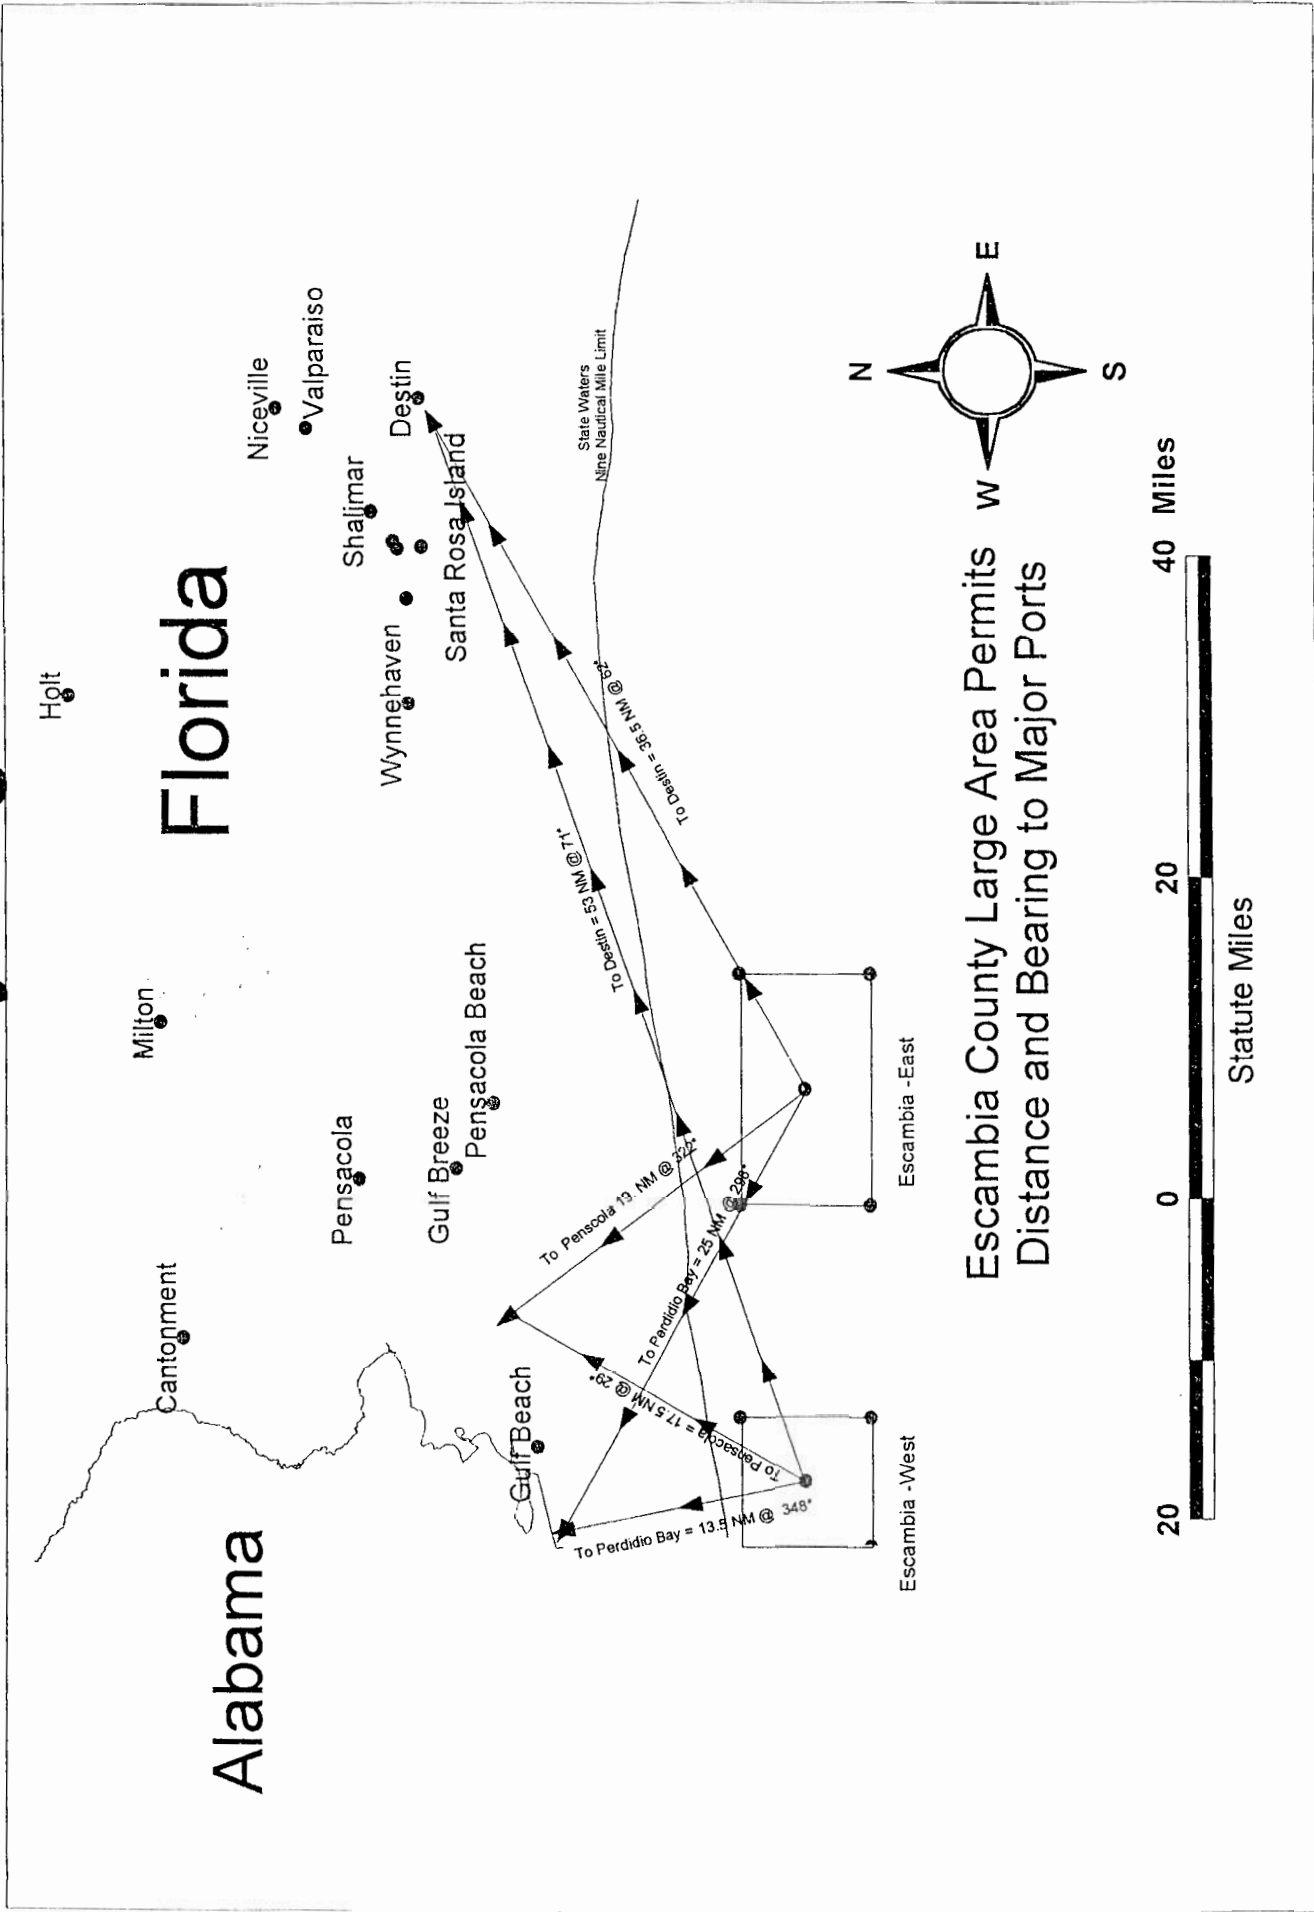 Holt
Florida
Alabama
Milton
Cantonment
Niceville
Valparaiso
Shalimar
Destin
Wynnehaven
Santa Rosa Island
Pensacola
Gulf Breeze
Pensacola Beach
Gulf Beach
State Waters
Nine Nautical Mile Limit
To Destin = 53 NM @ 71°
To Destin = 36.5 NM @ 62°
To Penscola 19. NM @ 322°
To Perdidio Bay = 25 NM @ 298°
To Pensacola = 17.5 NM @ 29°
To Perdidio Bay = 13.5 NM @ 348°
Escambia -West
Escambia -East
N
W
E
S
Escambia County Large Area Permits
Distance and Bearing to Major Ports
20
0
20
40 Miles
Statute Miles